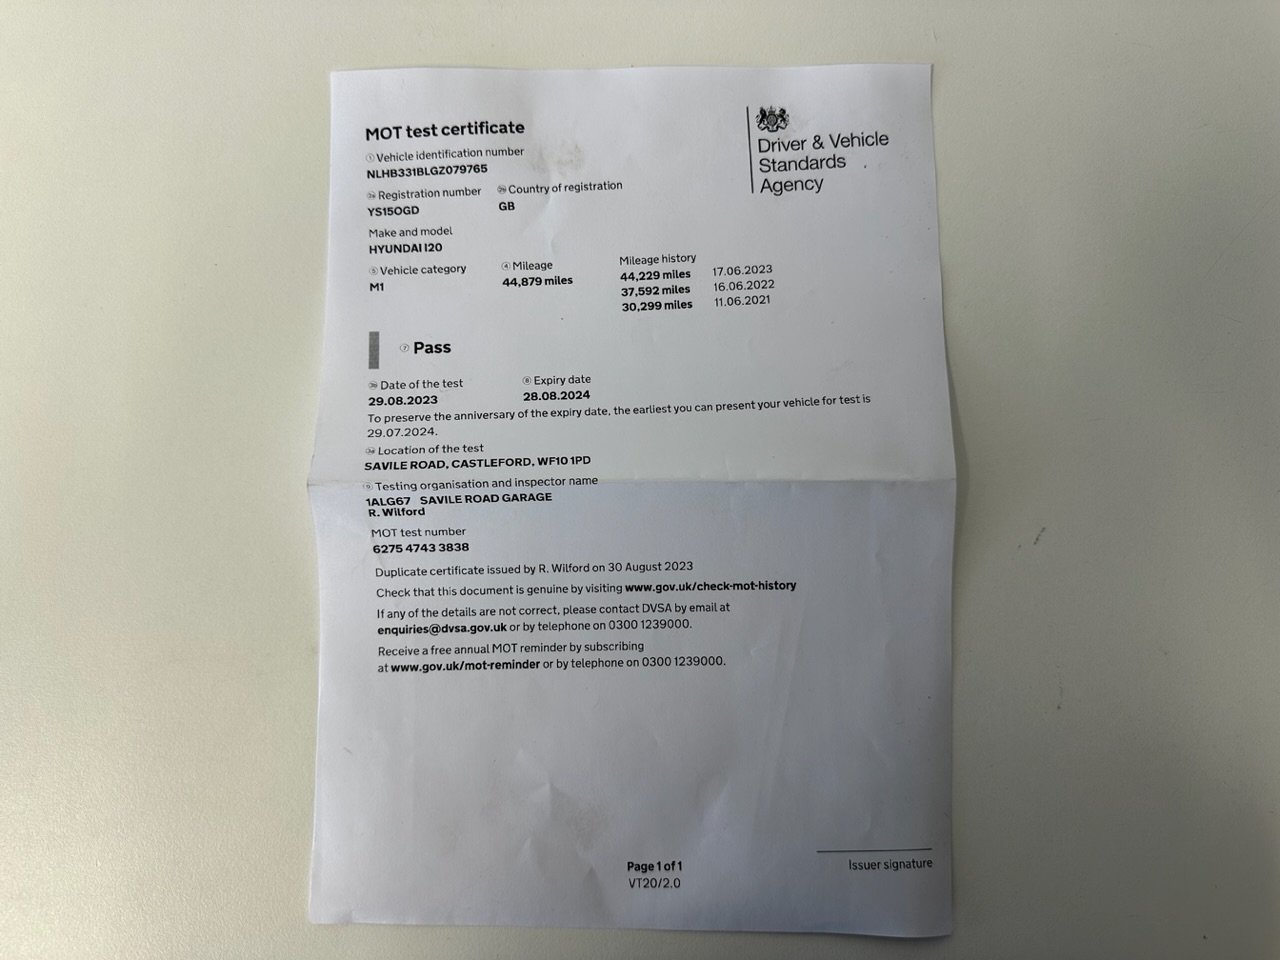 MOT test certificate
Driver & Vehicle
Standards
Agency
① Vehicle identification number
NLHB331BLGZ079765
Registration number
Country of registration
YS15OGD
GB
Make and model
HYUNDAI I20
⑤ Vehicle category
④ Mileage
Mileage history
M1
44,879 miles
44,229 miles 17.06.2023
37,592 miles 16.06.2022
30,299 miles 11.06.2021
⑦ Pass
Date of the test
⑧ Expiry date
29.08.2023
28.08.2024
To preserve the anniversary of the expiry date, the earliest you can present your vehicle for test is
29.07.2024.
Location of the test
SAVILE ROAD, CASTLEFORD, WF10 1PD
⑨ Testing organisation and inspector name
1ALG67 SAVILE ROAD GARAGE
R. Wilford
MOT test number
6275 4743 3838
Duplicate certificate issued by R. Wilford on 30 August 2023
Check that this document is genuine by visiting www.gov.uk/check-mot-history
If any of the details are not correct, please contact DVSA by email at
enquiries@dvsa.gov.uk or by telephone on 0300 1239000.
Receive a free annual MOT reminder by subscribing
at www.gov.uk/mot-reminder or by telephone on 0300 1239000.
Issuer signature
Page 1 of 1
VT20/2.0